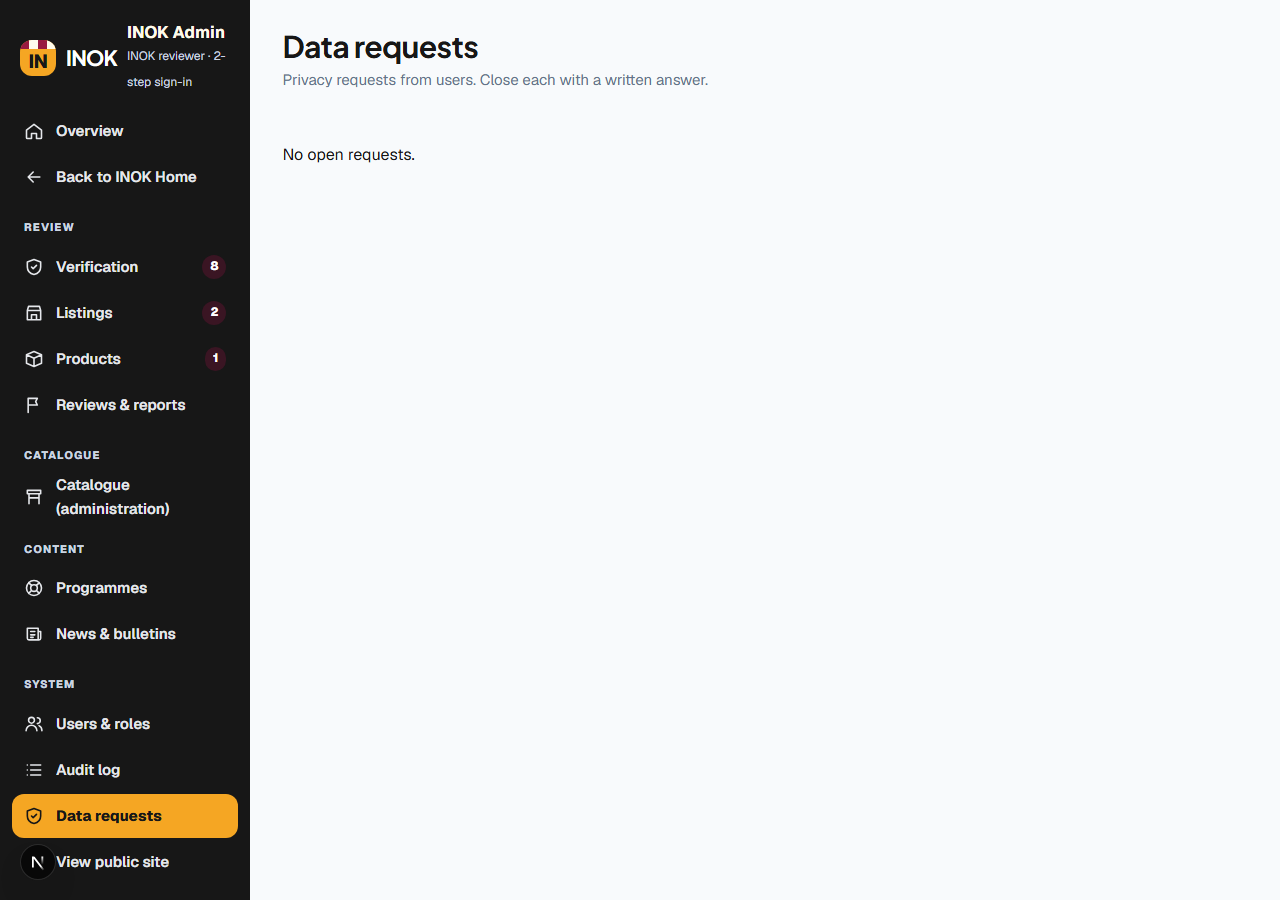 IN
INOK
INOK Admin
INOK reviewer · 2-
step sign-in
Overview
Back to INOK Home
REVIEW
Verification 8
Listings 2
Products 1
Reviews & reports
CATALOGUE
Catalogue
(administration)
CONTENT
Programmes
News & bulletins
SYSTEM
Users & roles
Audit log
Data requests
N View public site
Data requests
Privacy requests from users. Close each with a written answer.
No open requests.